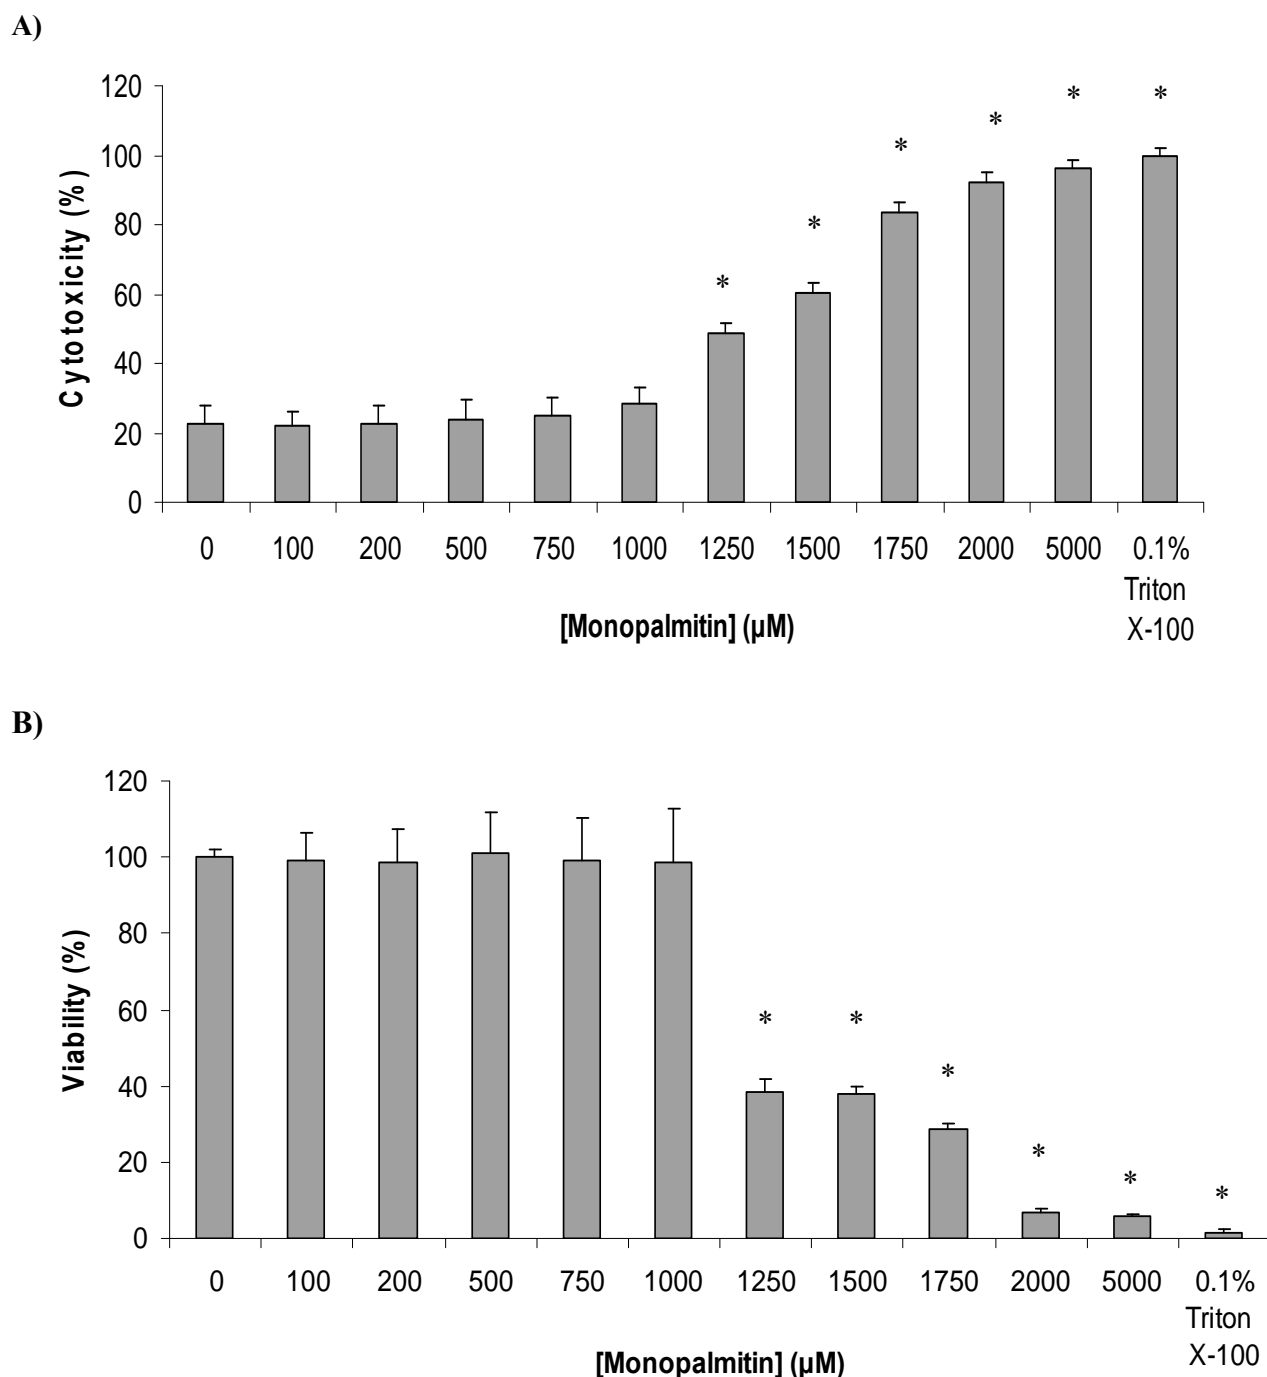 A)
120
100
80
60
40
20
0
Cytotoxicity (%)
* * * * * *
0 100 200 500 750 1000 1250 1500 1750 2000 5000 0.1%
Triton
X-100
[Monopalmitin] (µM)
B)
120
100
80
60
40
20
0
Viability (%)
* * * * * *
0 100 200 500 750 1000 1250 1500 1750 2000 5000 0.1%
Triton
X-100
[Monopalmitin] (µM)